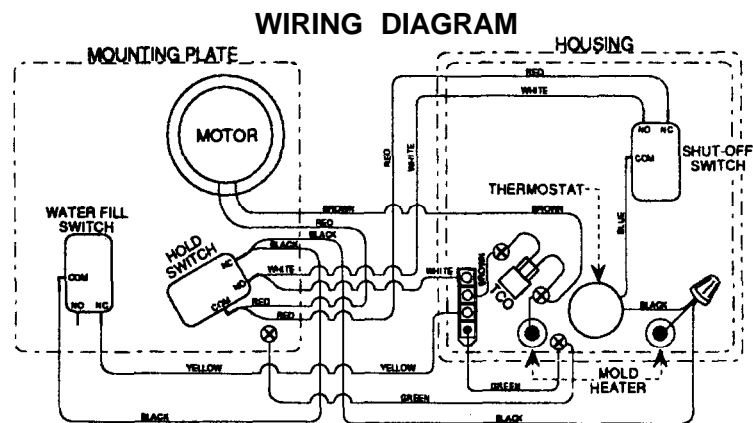 WIRING DIAGRAM
MOUNTING PLATE
HOUSING
RED
WHITE
MOTOR
RED
WHITE
NO NC
COM
SHUT-OFF
SWITCH
THERMOSTAT
BROWN
BROWN
BLUE
WATER FILL
SWITCH
HOLD
SWITCH
RED
BLACK
BLACK
NC
NO
COM
WHITE
WHITE
BROWN
TCO
COM
NO NC
RED
RED
BLACK
YELLOW
YELLOW
MOLD
HEATER
GREEN
GREEN
BLACK
BLACK